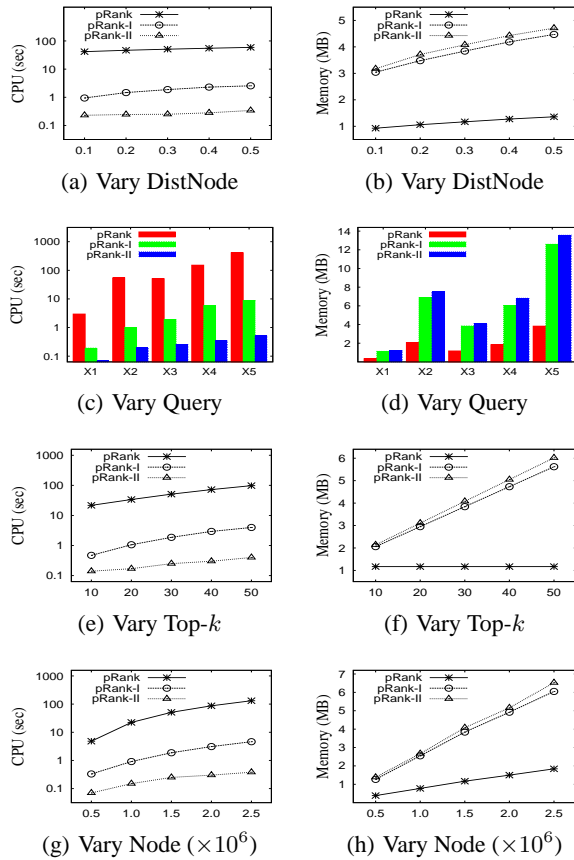 pRank
pRank-I
pRank-II
CPU (sec)
100
10
1
0.1
0.1 0.2 0.3 0.4 0.5
(a) Vary DistNode
pRank
pRank-I
pRank-II
Memory (MB)
5
4
3
2
1
0.1 0.2 0.3 0.4 0.5
(b) Vary DistNode
pRank
pRank-I
pRank-II
CPU (sec)
1000
100
10
1
0.1
X1 X2 X3 X4 X5
(c) Vary Query
pRank
pRank-I
pRank-II
Memory (MB)
14
12
10
8
6
4
2
X1 X2 X3 X4 X5
(d) Vary Query
pRank
pRank-I
pRank-II
CPU (sec)
1000
100
10
1
0.1
10 20 30 40 50
(e) Vary Top-k
pRank
pRank-I
pRank-II
Memory (MB)
6
5
4
3
2
1
10 20 30 40 50
(f) Vary Top-k
pRank
pRank-I
pRank-II
CPU (sec)
1000
100
10
1
0.1
0.5 1.0 1.5 2.0 2.5
(g) Vary Node (×10⁶)
pRank
pRank-I
pRank-II
Memory (MB)
7
6
5
4
3
2
1
0.5 1.0 1.5 2.0 2.5
(h) Vary Node (×10⁶)